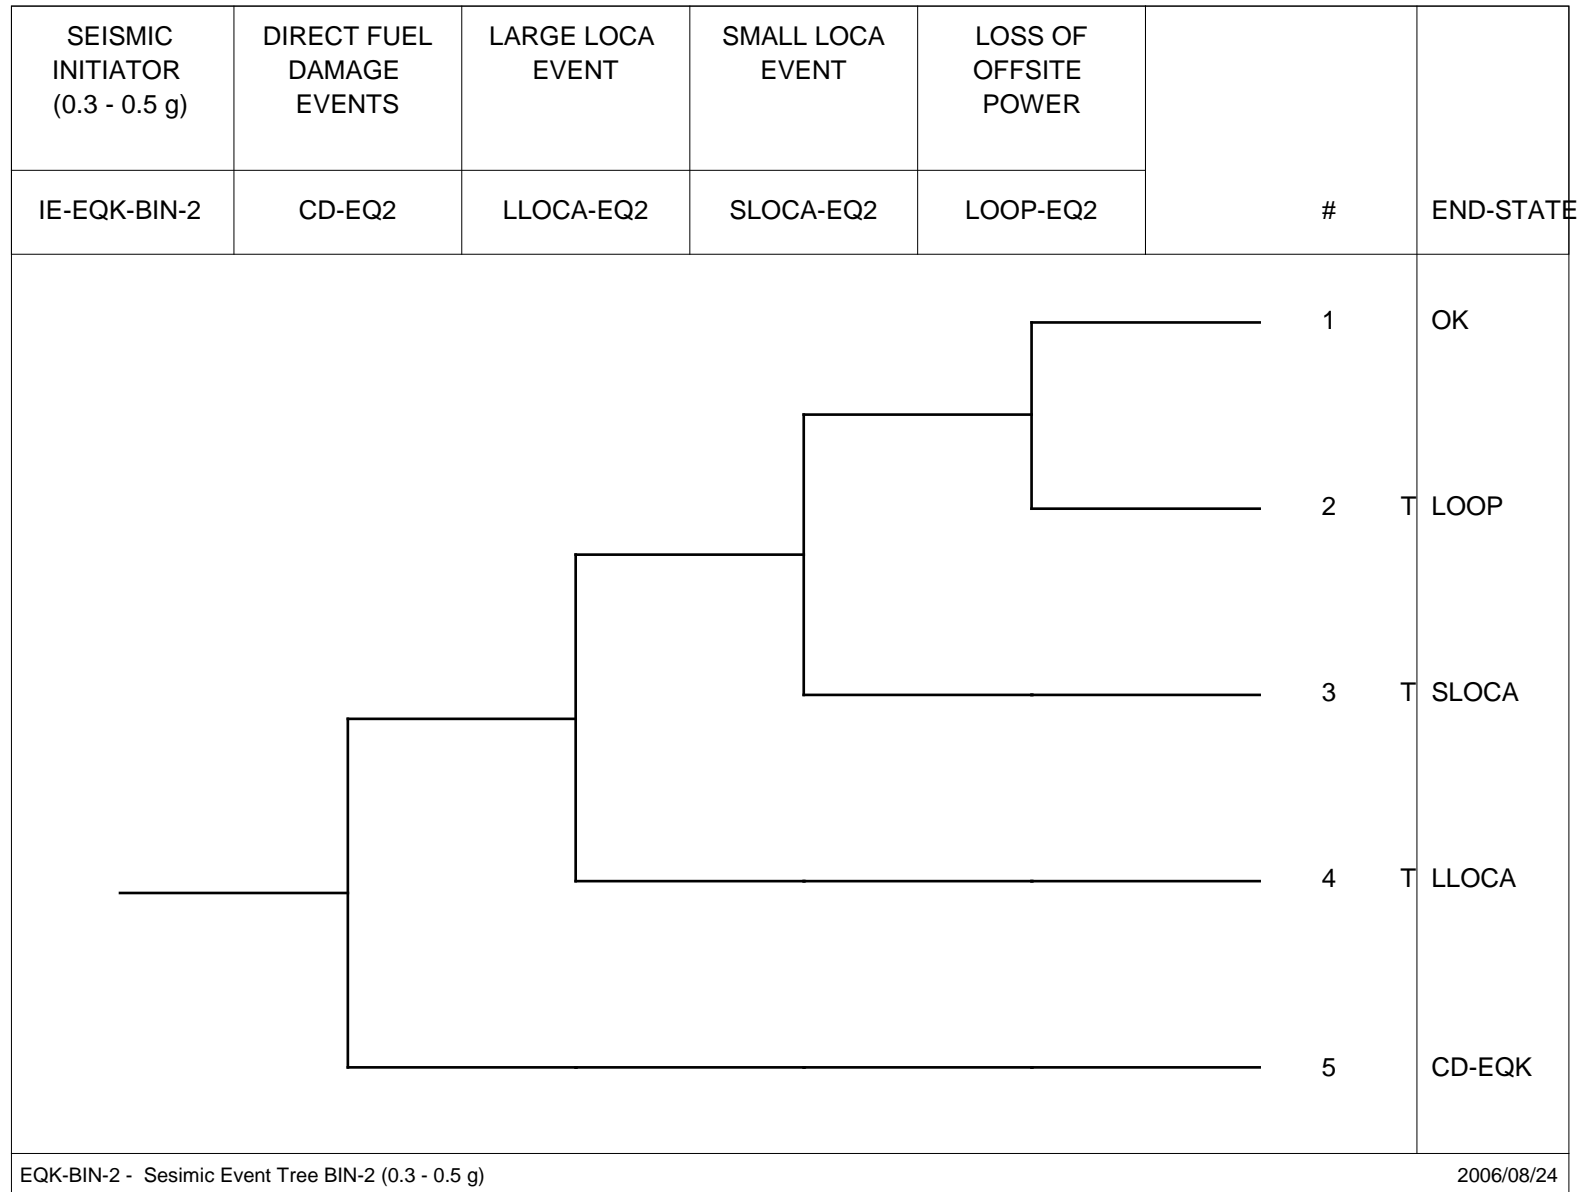 SEISMIC
INITIATOR
(0.3 - 0.5 g)
DIRECT FUEL
DAMAGE
EVENTS
LARGE LOCA
EVENT
SMALL LOCA
EVENT
LOSS OF
OFFSITE
POWER
IE-EQK-BIN-2
CD-EQ2
LLOCA-EQ2
SLOCA-EQ2
LOOP-EQ2
#
END-STATE
1 OK
2 T LOOP
3 T SLOCA
4 T LLOCA
5 CD-EQK
EQK-BIN-2 - Sesimic Event Tree BIN-2 (0.3 - 0.5 g)
2006/08/24